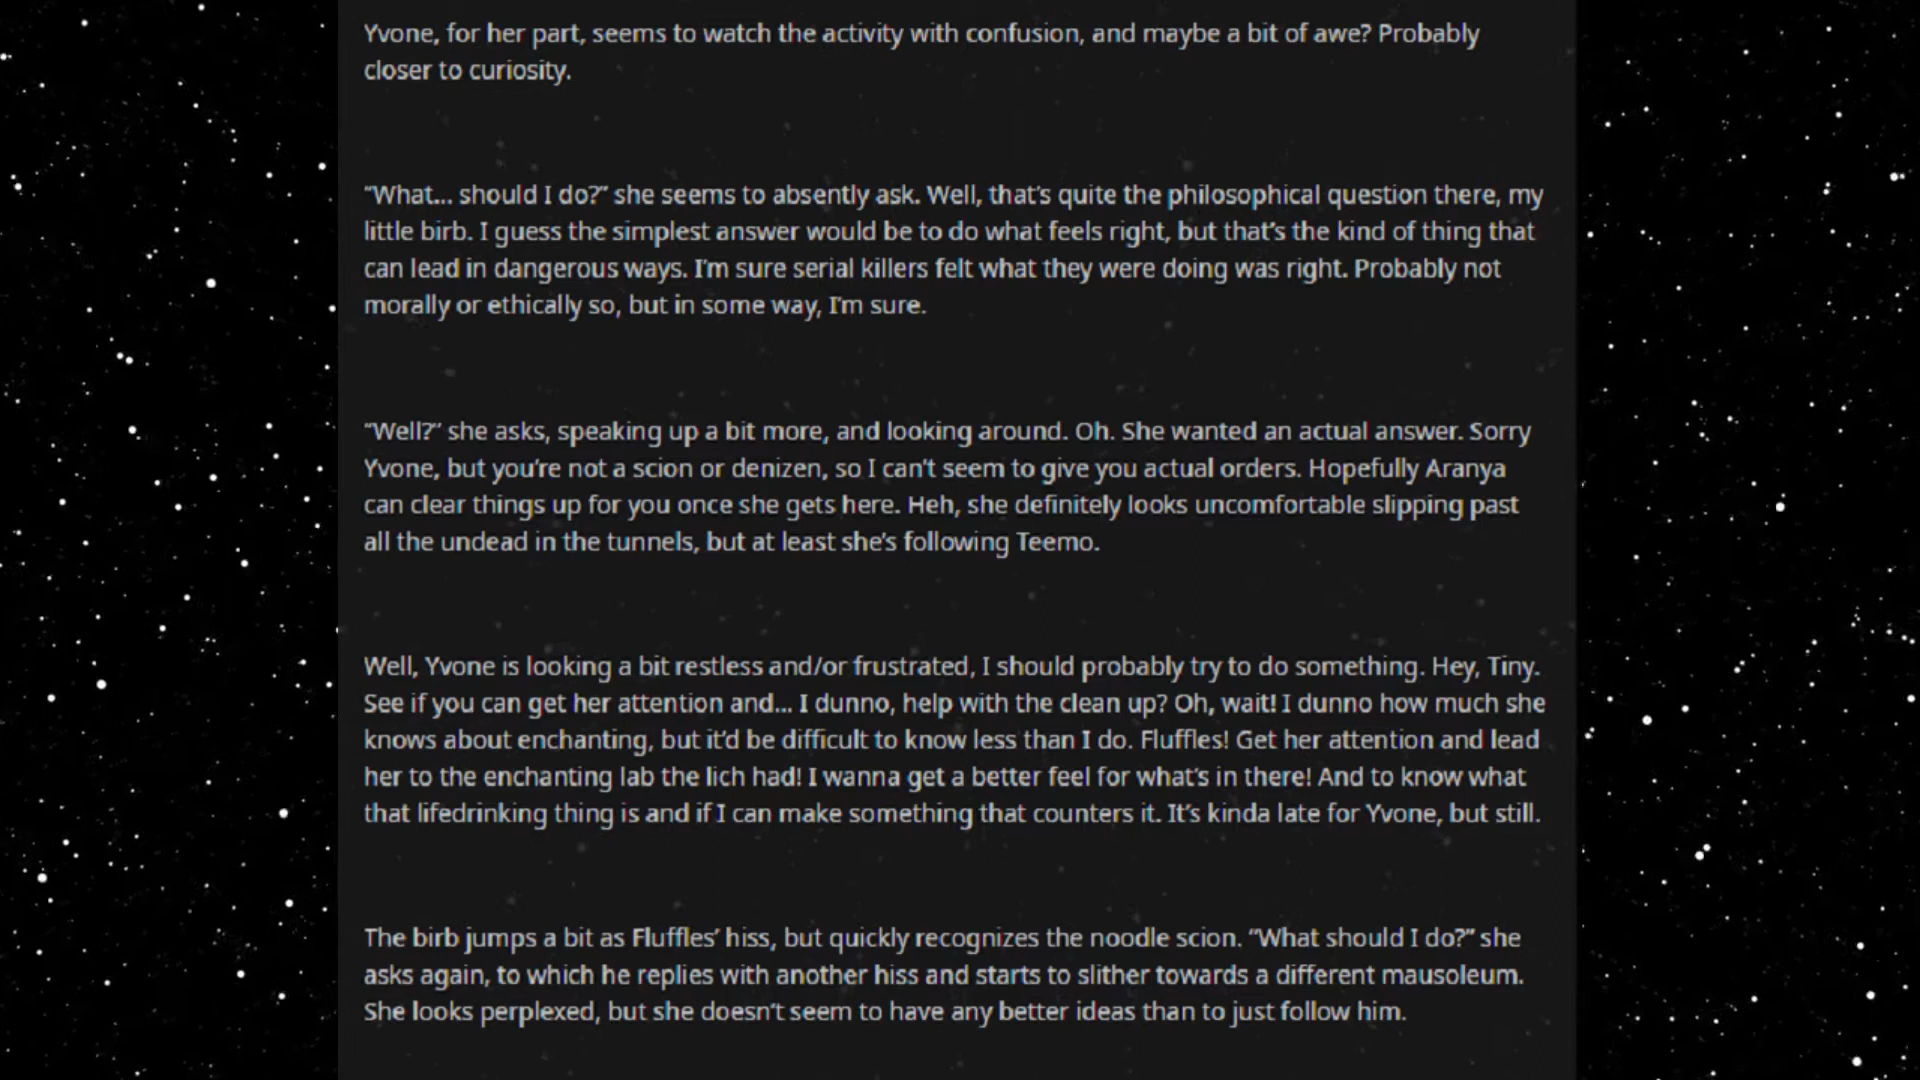 Yvone, for her part, seems to watch the activity with confusion, and maybe a bit of awe? Probably
closer to curiosity.
“What... should I do?” she seems to absently ask. Well, that’s quite the philosophical question there, my
little birb. I guess the simplest answer would be to do what feels right, but that’s the kind of thing that
can lead in dangerous ways. I’m sure serial killers felt what they were doing was right. Probably not
morally or ethically so, but in some way, I’m sure.
“Well?” she asks, speaking up a bit more, and looking around. Oh. She wanted an actual answer. Sorry
Yvone, but you’re not a scion or denizen, so I can’t seem to give you actual orders. Hopefully Aranya
can clear things up for you once she gets here. Heh, she definitely looks uncomfortable slipping past
all the undead in the tunnels, but at least she’s following Teemo.
Well, Yvone is looking a bit restless and/or frustrated, I should probably try to do something. Hey, Tiny.
See if you can get her attention and... I dunno, help with the clean up? Oh, wait! I dunno how much she
knows about enchanting, but it’d be difficult to know less than I do. Fluffles! Get her attention and lead
her to the enchanting lab the lich had! I wanna get a better feel for what’s in there! And to know what
that lifedrinking thing is and if I can make something that counters it. It’s kinda late for Yvone, but still.
The birb jumps a bit as Fluffles’ hiss, but quickly recognizes the noodle scion. “What should I do?” she
asks again, to which he replies with another hiss and starts to slither towards a different mausoleum.
She looks perplexed, but she doesn’t seem to have any better ideas than to just follow him.